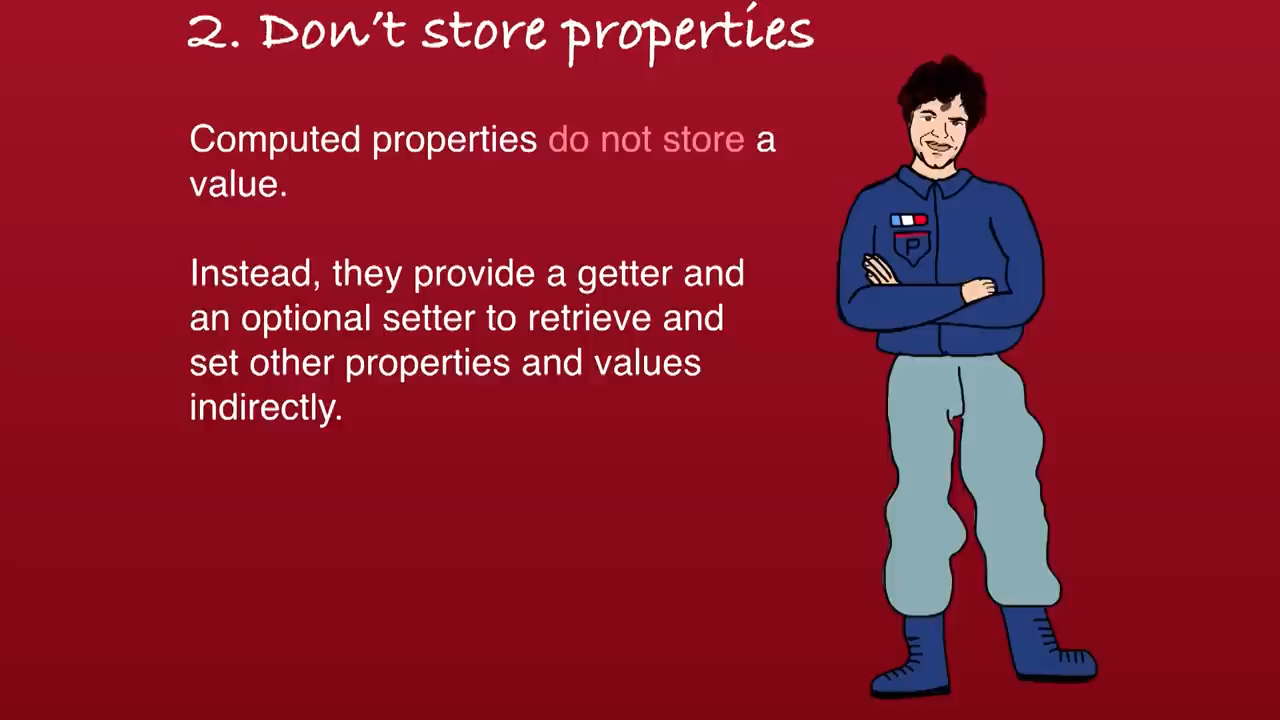 2. Don't store properties
Computed properties do not store a
value.
Instead, they provide a getter and
an optional setter to retrieve and
set other properties and values
indirectly.
P